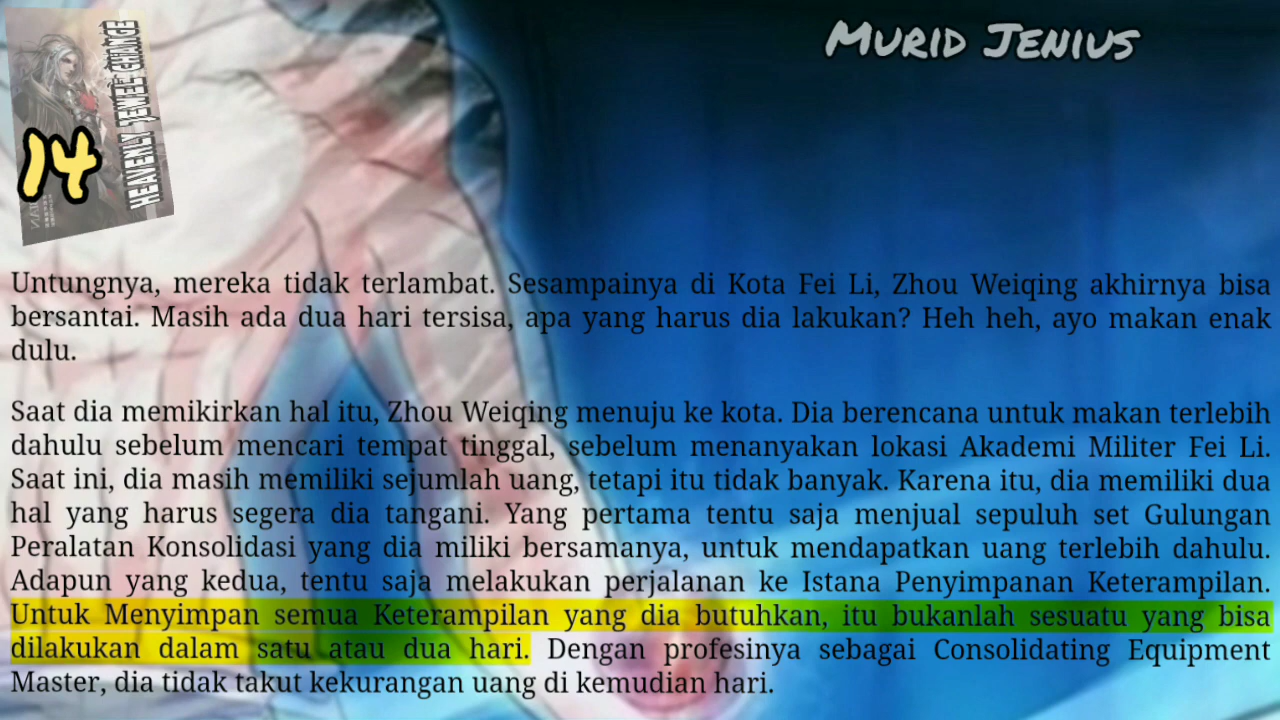 Murid Jenius
HEAVENLY JEWEL CHANGE
14
Untungnya, mereka tidak terlambat. Sesampainya di Kota Fei Li, Zhou Weiqing akhirnya bisa
bersantai. Masih ada dua hari tersisa, apa yang harus dia lakukan? Heh heh, ayo makan enak
dulu.
Saat dia memikirkan hal itu, Zhou Weiqing menuju ke kota. Dia berencana untuk makan terlebih
dahulu sebelum mencari tempat tinggal, sebelum menanyakan lokasi Akademi Militer Fei Li.
Saat ini, dia masih memiliki sejumlah uang, tetapi itu tidak banyak. Karena itu, dia memiliki dua
hal yang harus segera dia tangani. Yang pertama tentu saja menjual sepuluh set Gulungan
Peralatan Konsolidasi yang dia miliki bersamanya, untuk mendapatkan uang terlebih dahulu.
Adapun yang kedua, tentu saja melakukan perjalanan ke Istana Penyimpanan Keterampilan.
Untuk Menyimpan semua Keterampilan yang dia butuhkan, itu bukanlah sesuatu yang bisa
dilakukan dalam satu atau dua hari. Dengan profesinya sebagai Consolidating Equipment
Master, dia tidak takut kekurangan uang di kemudian hari.